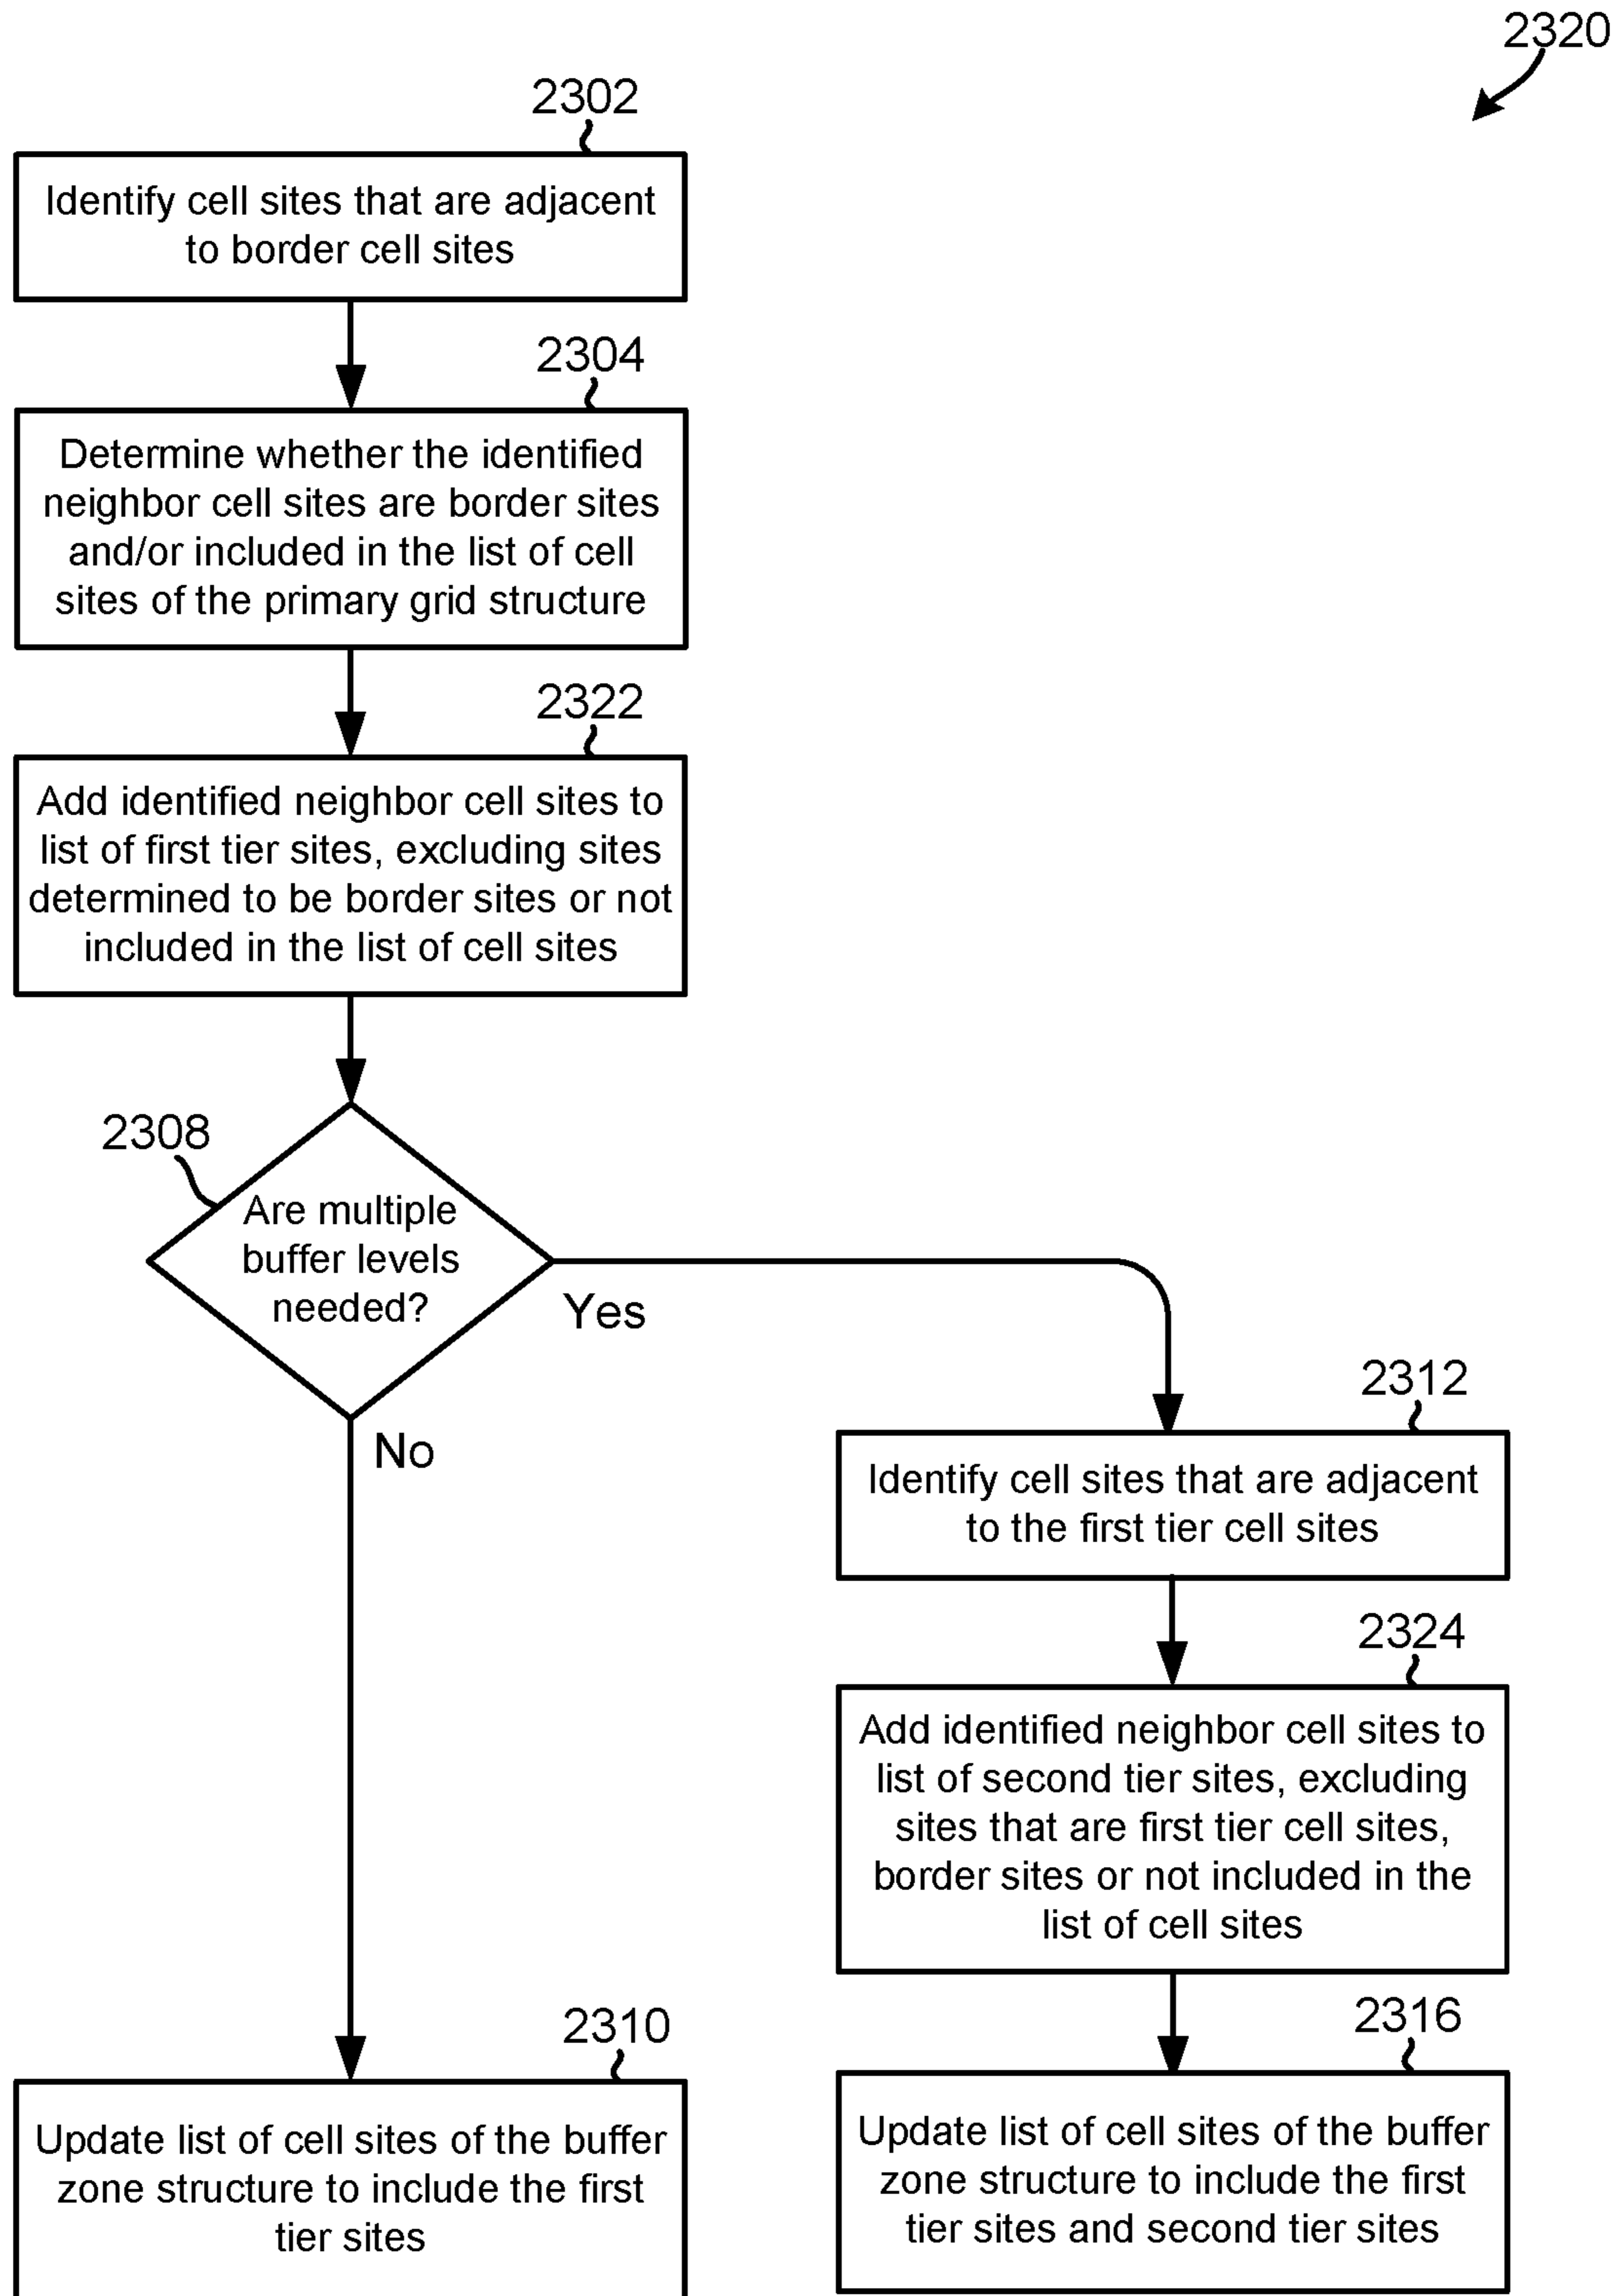 2320
2302
Identify cell sites that are adjacent
to border cell sites
2304
Determine whether the identified
neighbor cell sites are border sites
and/or included in the list of cell
sites of the primary grid structure
2322
Add identified neighbor cell sites to
list of first tier sites, excluding sites
determined to be border sites or not
included in the list of cell sites
2308
Are multiple
buffer levels
needed?
Yes
No
2312
Identify cell sites that are adjacent
to the first tier cell sites
2324
Add identified neighbor cell sites to
list of second tier sites, excluding
sites that are first tier cell sites,
border sites or not included in the
list of cell sites
2310
Update list of cell sites of the buffer
zone structure to include the first
tier sites
2316
Update list of cell sites of the buffer
zone structure to include the first
tier sites and second tier sites